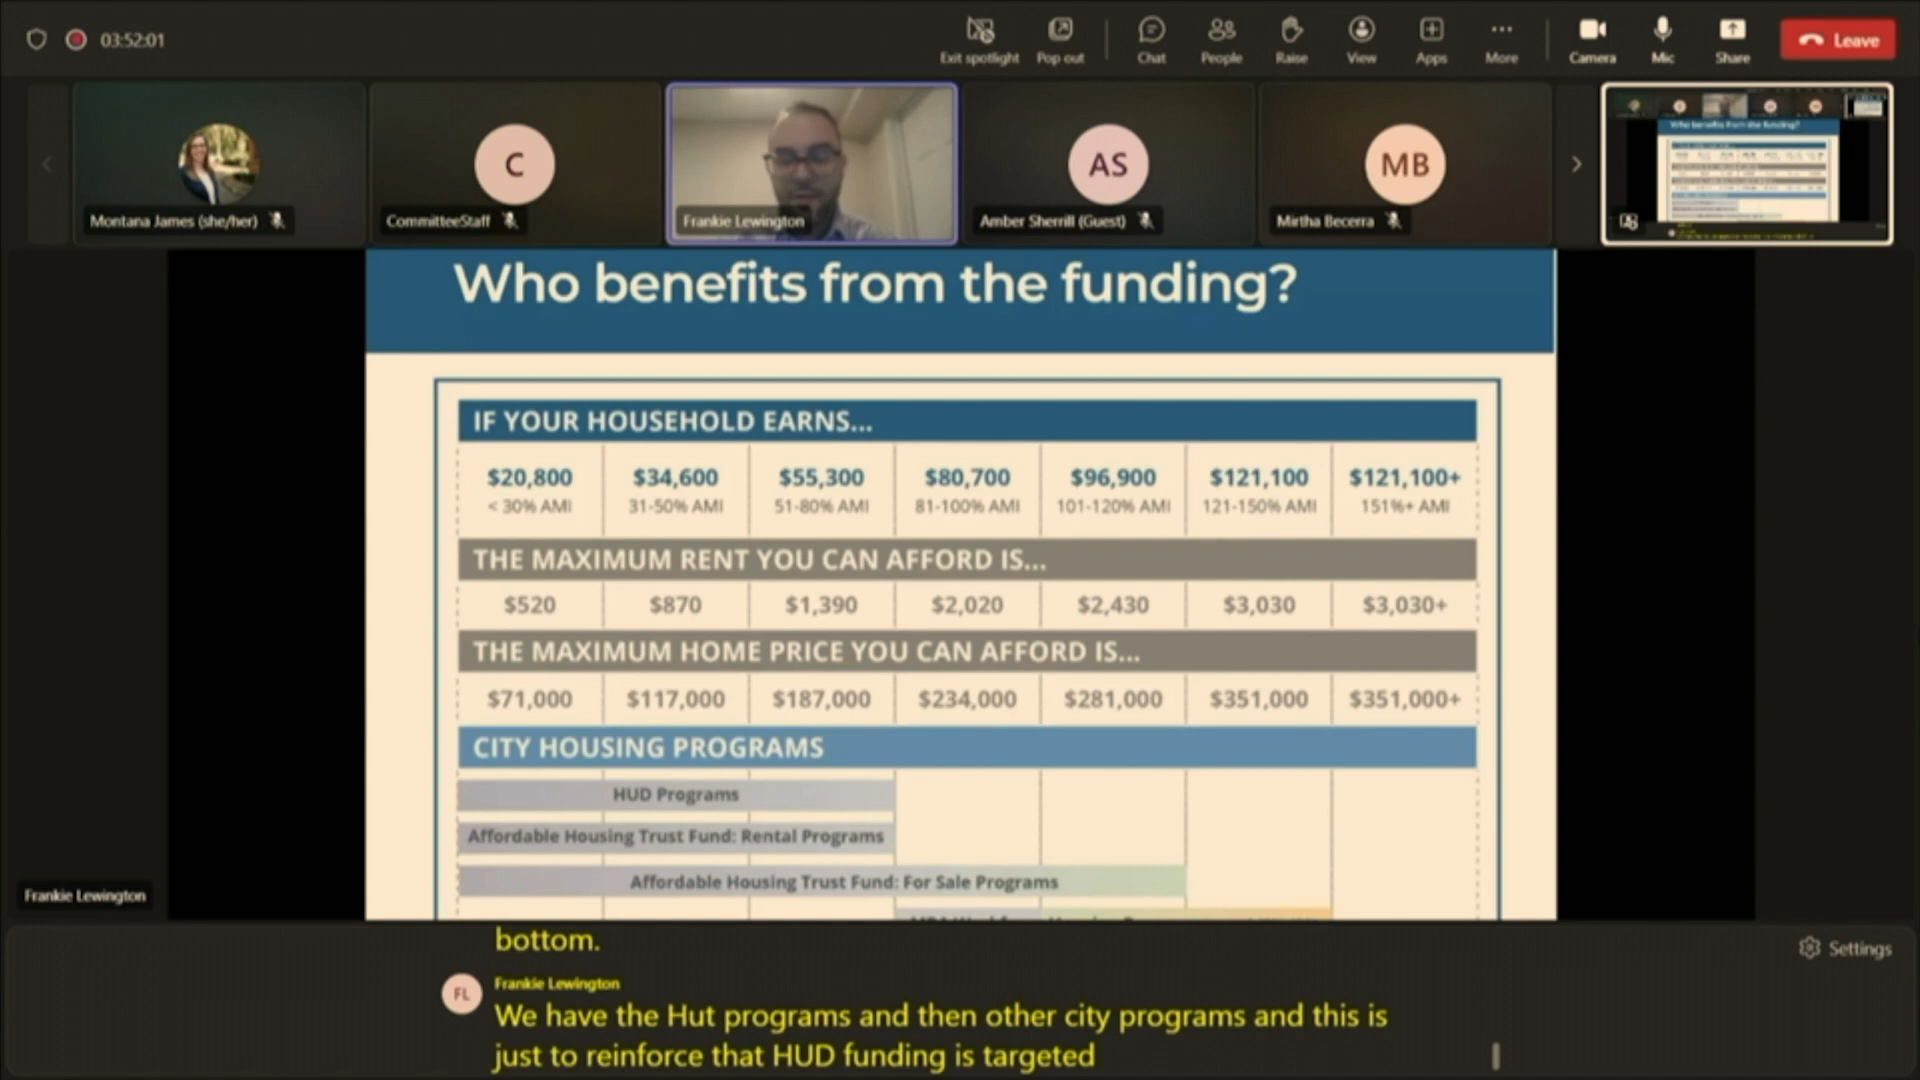 03:52:01
Exit spotlight
Pop out
Chat
People
Raise
View
Apps
More
Camera
Mic
Share
Leave
Montana James (she/her)
C
CommitteeStaff
Frankie Lewington
AS
Amber Sherrill (Guest)
MB
Mirtha Becerra
Who benefits from the funding?
Who benefits from the funding?
IF YOUR HOUSEHOLD EARNS...
$20,800 $34,600 $55,300 $80,700 $96,900 $121,100 $121,100+
< 30% AMI 31-50% AMI 51-80% AMI 81-100% AMI 101-120% AMI 121-150% AMI 151%+ AMI
THE MAXIMUM RENT YOU CAN AFFORD IS...
$520 $870 $1,390 $2,020 $2,430 $3,030 $3,030+
THE MAXIMUM HOME PRICE YOU CAN AFFORD IS...
$71,000 $117,000 $187,000 $234,000 $281,000 $351,000 $351,000+
CITY HOUSING PROGRAMS
HUD Programs
Affordable Housing Trust Fund: Rental Programs
Affordable Housing Trust Fund: For Sale Programs
Frankie Lewington
bottom.
Settings
FL
Frankie Lewington
We have the Hut programs and then other city programs and this is
just to reinforce that HUD funding is targeted